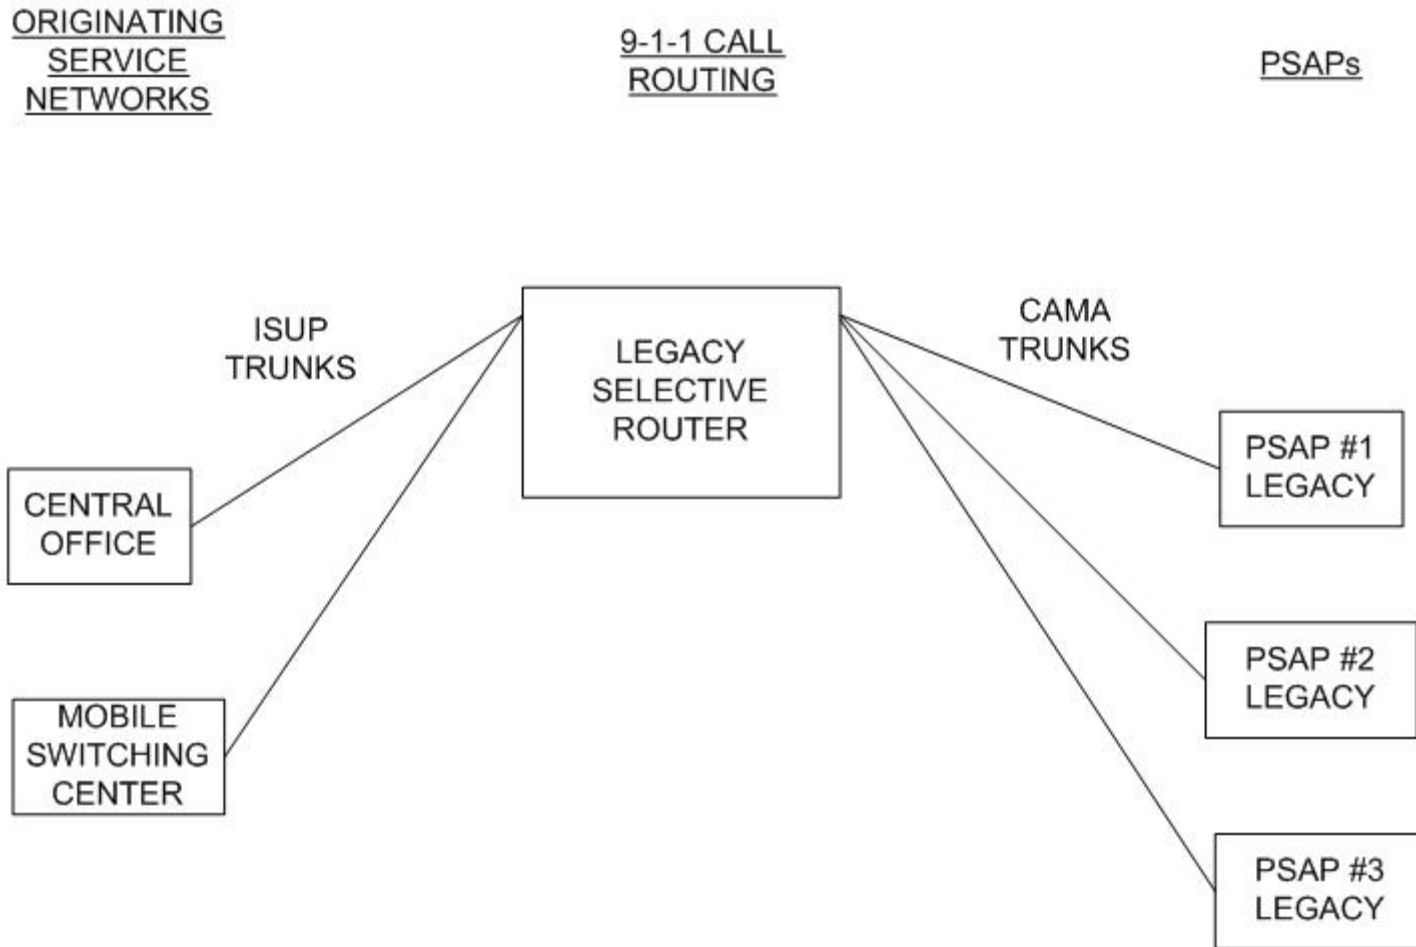 ORIGINATING
SERVICE
NETWORKS
9-1-1 CALL
ROUTING
PSAPs
ISUP
TRUNKS
LEGACY
SELECTIVE
ROUTER
CAMA
TRUNKS
CENTRAL
OFFICE
MOBILE
SWITCHING
CENTER
PSAP #1
LEGACY
PSAP #2
LEGACY
PSAP #3
LEGACY